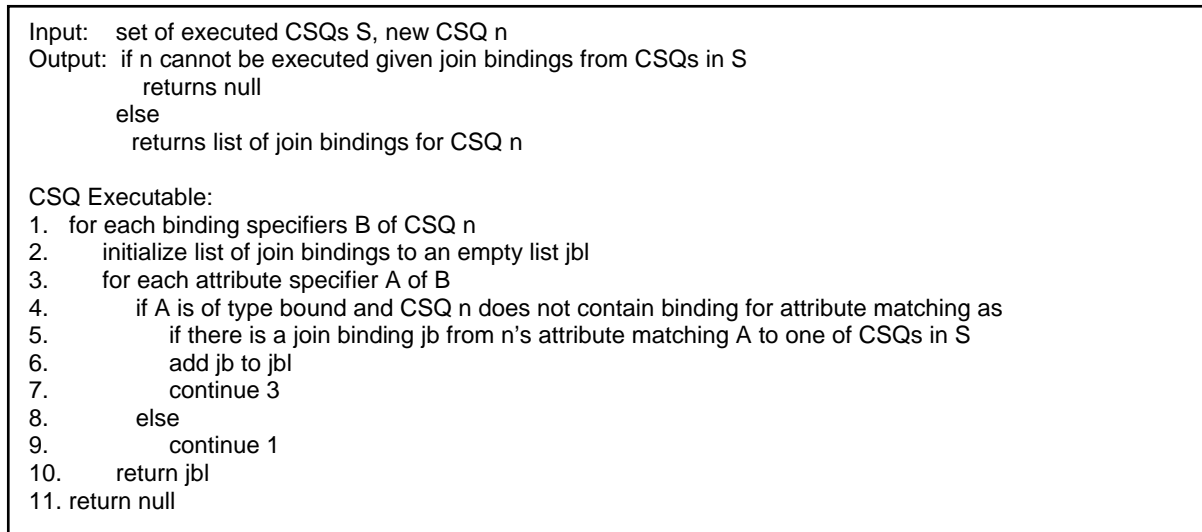 Input: set of executed CSQs S, new CSQ n
Output: if n cannot be executed given join bindings from CSQs in S
returns null
else
returns list of join bindings for CSQ n
CSQ Executable:
1. for each binding specifiers B of CSQ n
2. initialize list of join bindings to an empty list jbl
3. for each attribute specifier A of B
4. if A is of type bound and CSQ n does not contain binding for attribute matching as
5. if there is a join binding jb from n's attribute matching A to one of CSQs in S
6. add jb to jbl
7. continue 3
8. else
9. continue 1
10. return jbl
11. return null